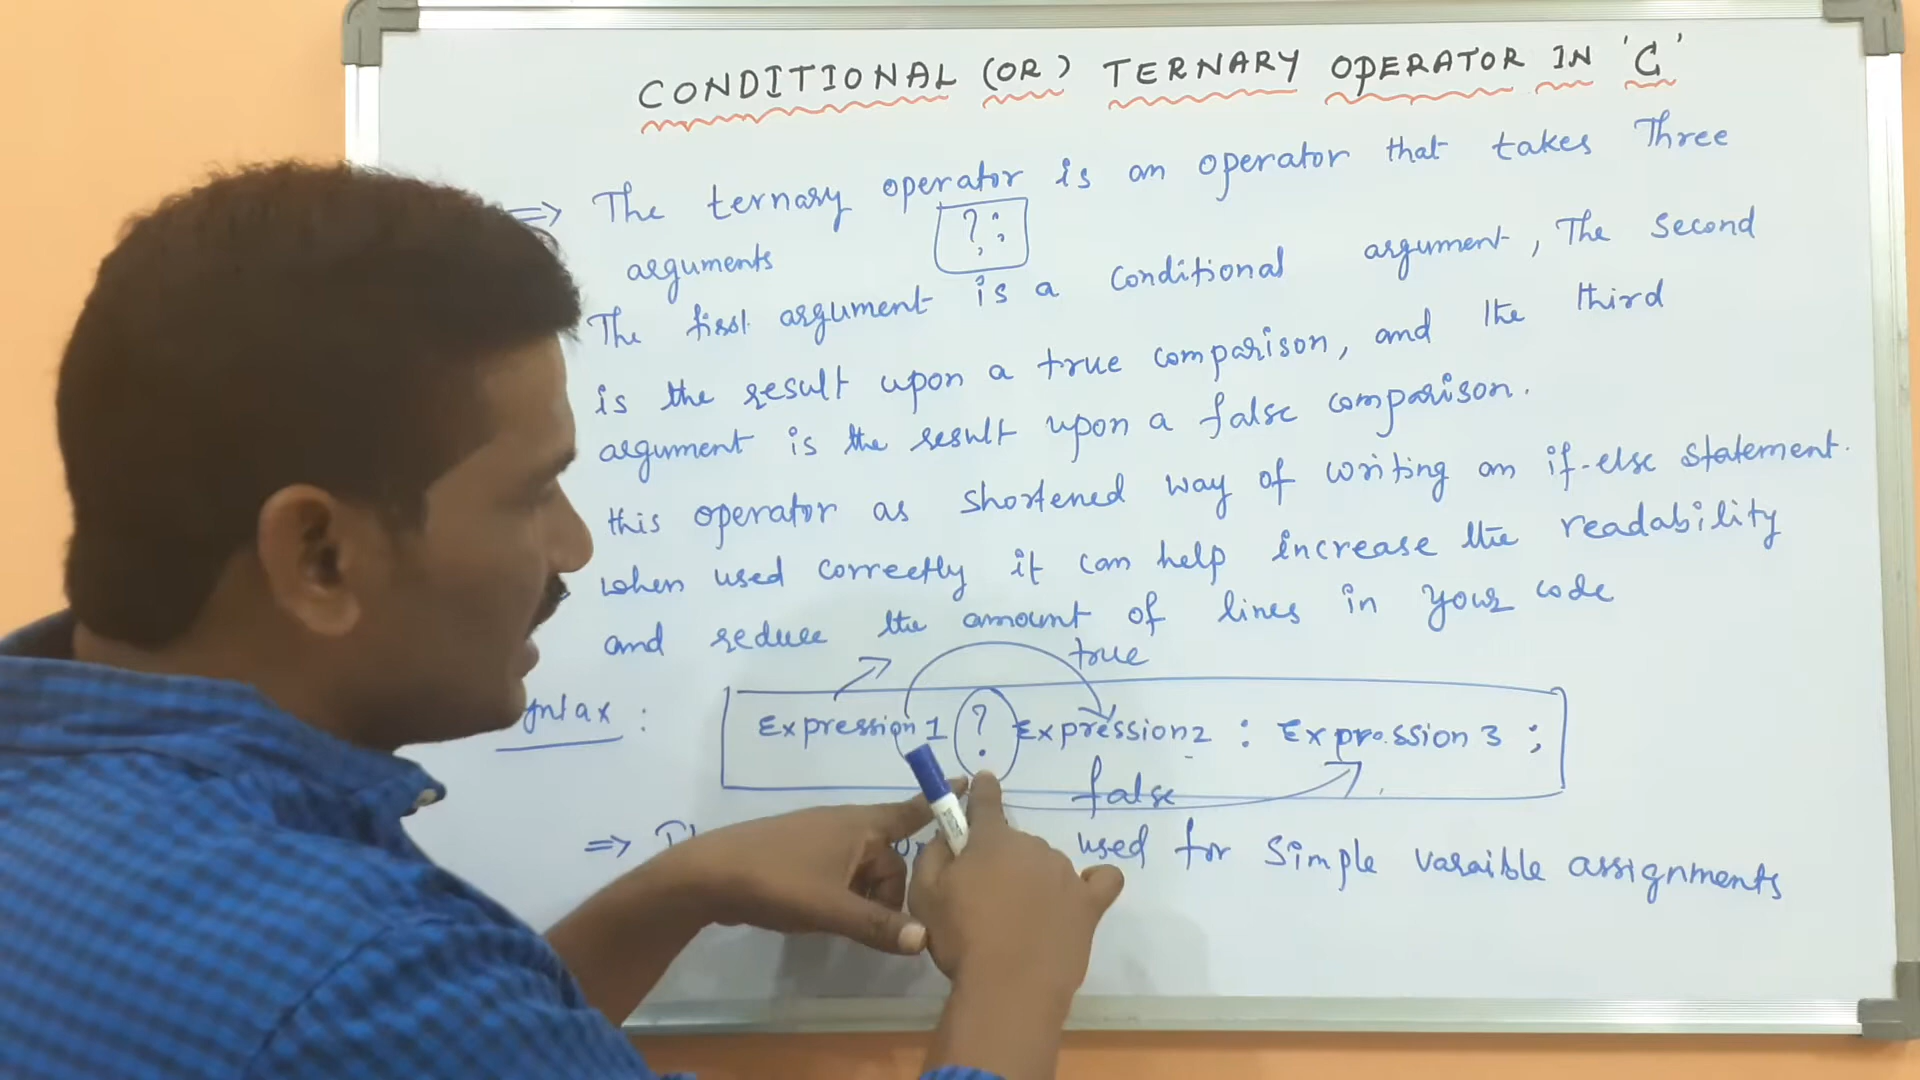 CONDITIONAL (OR) TERNARY OPERATOR IN 'C'
=> The ternary operator is an operator that takes Three
arguments ? :
The first argument is a conditional argument, The second
is the result upon a true comparison, and the third
argument is the result upon a false comparison.
this operator as shortened way of writing an if-else statement.
when used correctly it can help increase the readability
and reduce the amount of lines in your code
true
yntax : Expression1 ? Expression2 : Expression 3 ;
false
=> used for simple varaible assignments